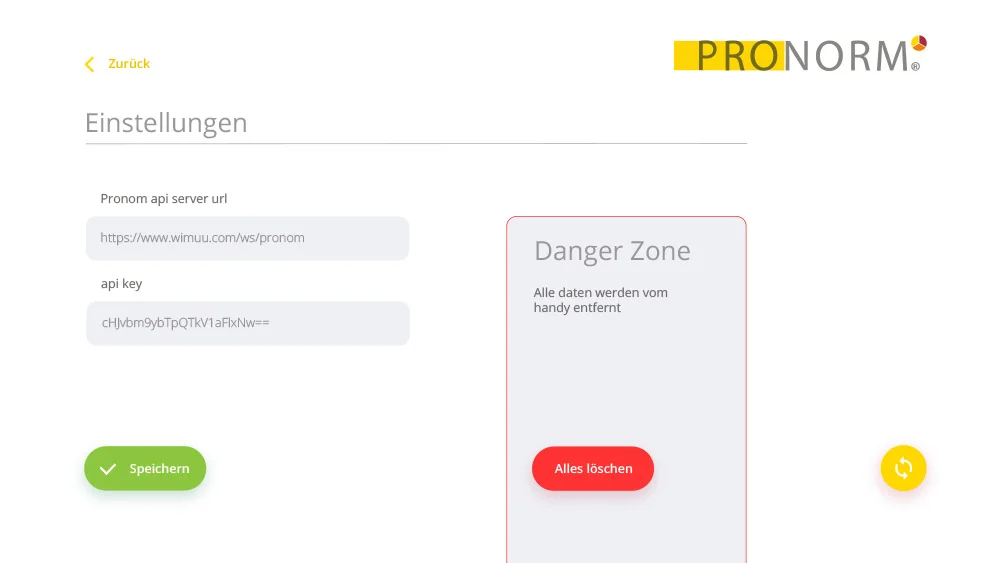 Zurück
PRONORM®
Einstellungen
Pronom api server url
https://www.wimuu.com/ws/pronom
api key
cHJvbm9ybTpQTkV1aFlxNw==
Danger Zone
Alle daten werden vom
handy entfernt
Speichern
Alles löschen